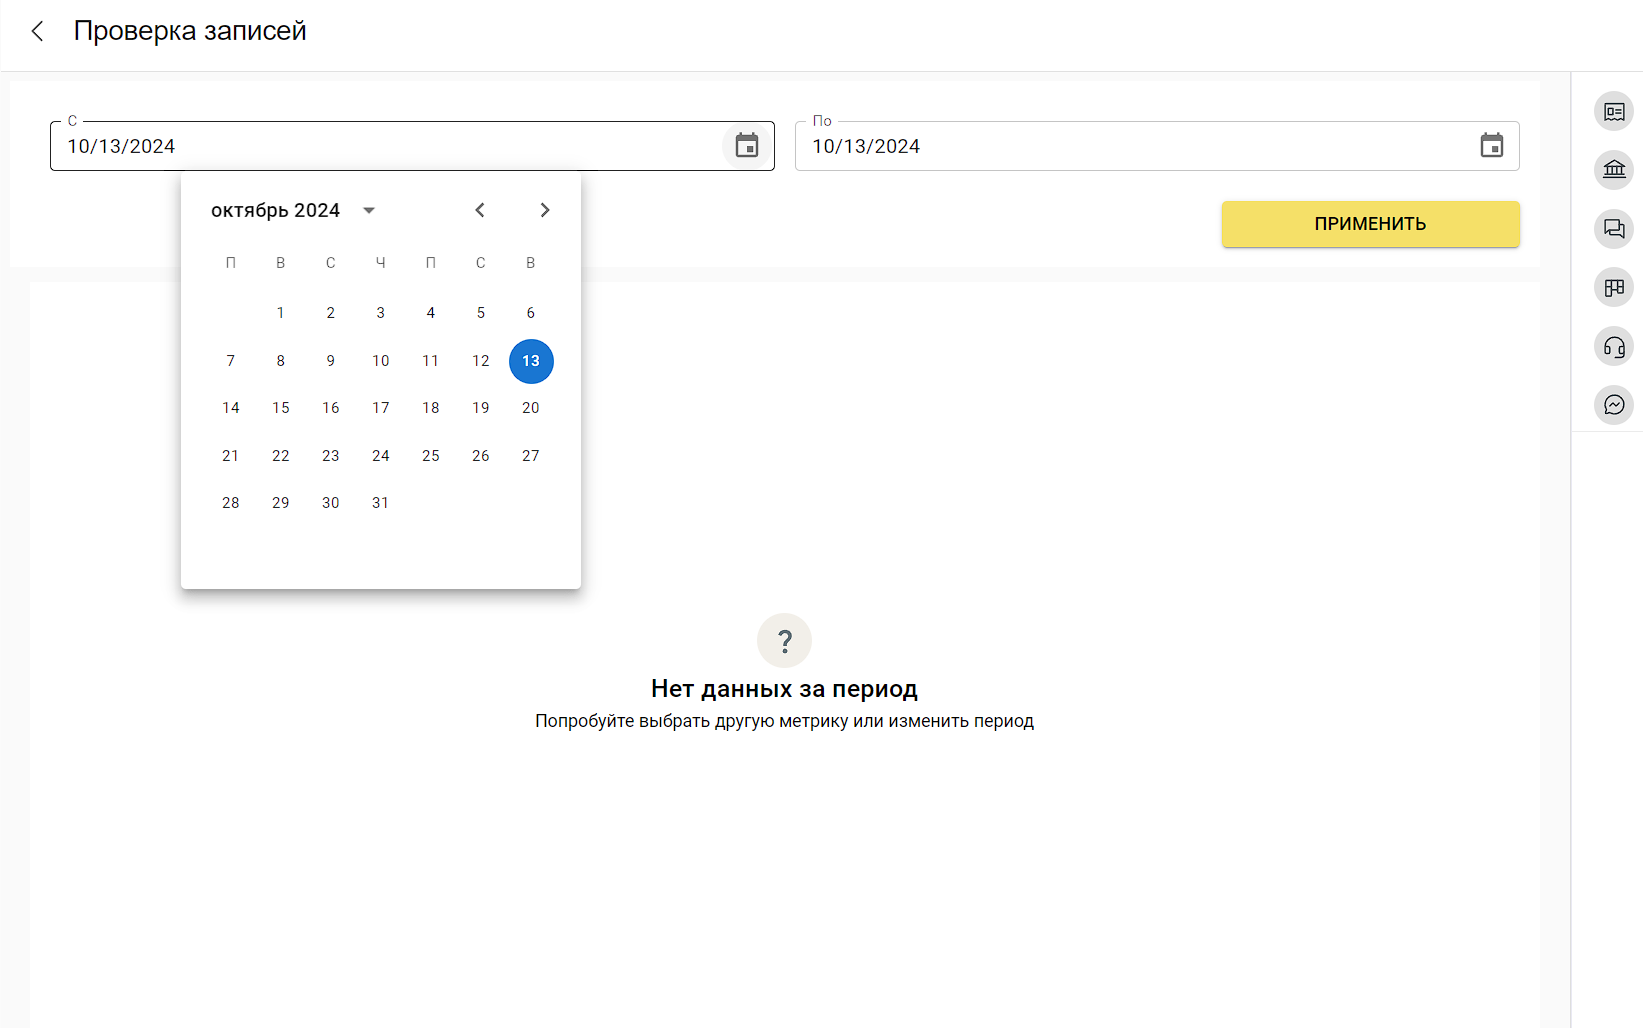 Проверка записей
С
По
10/13/2024
10/13/2024
октябрь 2024
ПРИМЕНИТЬ
П В С Ч П С В
1 2 3 4 5 6
7 8 9 10 11 12 13
14 15 16 17 18 19 20
21 22 23 24 25 26 27
28 29 30 31
?
Нет данных за период
Попробуйте выбрать другую метрику или изменить период